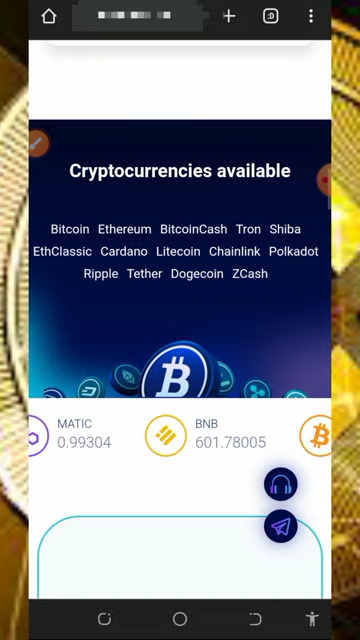 :D
Cryptocurrencies available
Bitcoin Ethereum BitcoinCash Tron Shiba
EthClassic Cardano Litecoin Chainlink Polkadot
Ripple Tether Dogecoin ZCash
MATIC
0.99304
BNB
601.78005